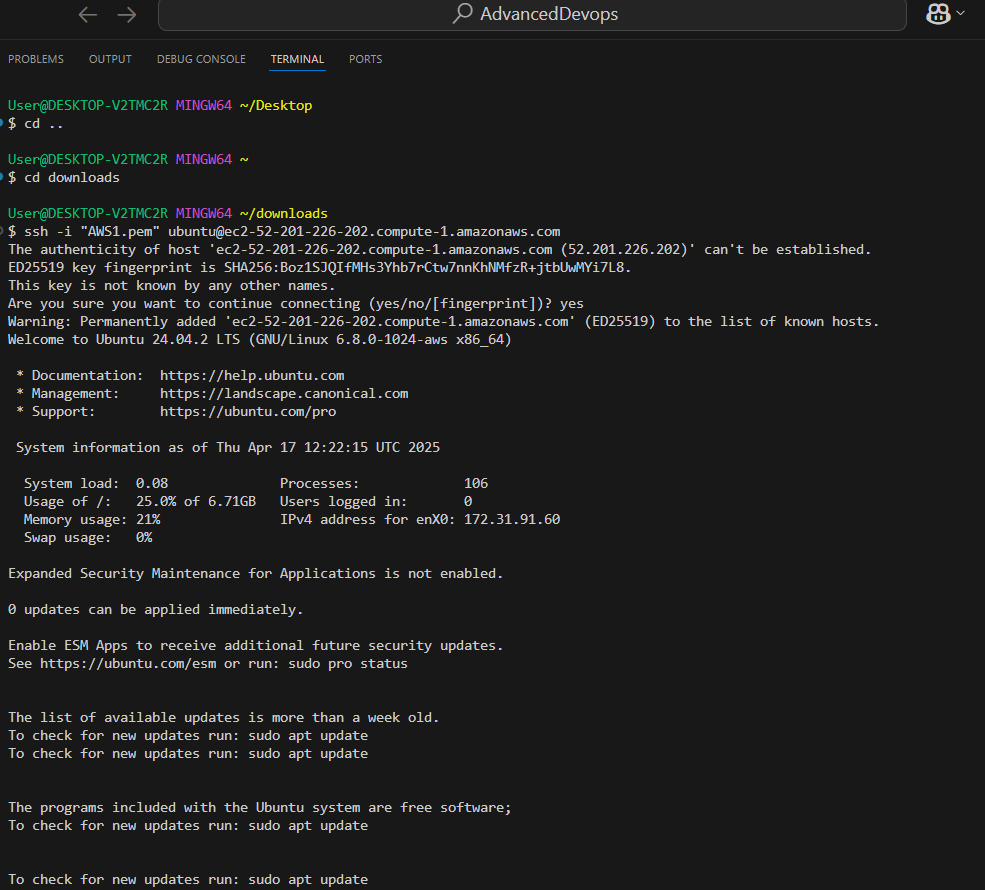 AdvancedDevops
PROBLEMS OUTPUT DEBUG CONSOLE TERMINAL PORTS
User@DESKTOP-V2TMC2R MINGW64 ~/Desktop
$ cd ..
User@DESKTOP-V2TMC2R MINGW64 ~
$ cd downloads
User@DESKTOP-V2TMC2R MINGW64 ~/downloads
$ ssh -i "AWS1.pem" ubuntu@ec2-52-201-226-202.compute-1.amazonaws.com
The authenticity of host 'ec2-52-201-226-202.compute-1.amazonaws.com (52.201.226.202)' can't be established.
ED25519 key fingerprint is SHA256:Boz1SJQIfMHs3Yhb7rCtw7nnKhNMfzR+jtbUwMYi7L8.
This key is not known by any other names.
Are you sure you want to continue connecting (yes/no/[fingerprint])? yes
Warning: Permanently added 'ec2-52-201-226-202.compute-1.amazonaws.com' (ED25519) to the list of known hosts.
Welcome to Ubuntu 24.04.2 LTS (GNU/Linux 6.8.0-1024-aws x86_64)
* Documentation: https://help.ubuntu.com
* Management: https://landscape.canonical.com
* Support: https://ubuntu.com/pro
System information as of Thu Apr 17 12:22:15 UTC 2025
System load: 0.08 Processes: 106
Usage of /: 25.0% of 6.71GB Users logged in: 0
Memory usage: 21% IPv4 address for enX0: 172.31.91.60
Swap usage: 0%
Expanded Security Maintenance for Applications is not enabled.
0 updates can be applied immediately.
Enable ESM Apps to receive additional future security updates.
See https://ubuntu.com/esm or run: sudo pro status
The list of available updates is more than a week old.
To check for new updates run: sudo apt update
To check for new updates run: sudo apt update
The programs included with the Ubuntu system are free software;
To check for new updates run: sudo apt update
To check for new updates run: sudo apt update